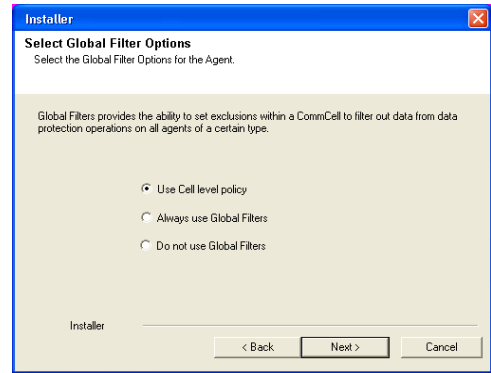 Installer
Select Global Filter Options
Select the Global Filter Options for the Agent.
Global Filters provides the ability to set exclusions within a CommCell to filter out data from data
protection operations on all agents of a certain type.
Use Cell level policy
Always use Global Filters
Do not use Global Filters
Installer
< Back Next > Cancel